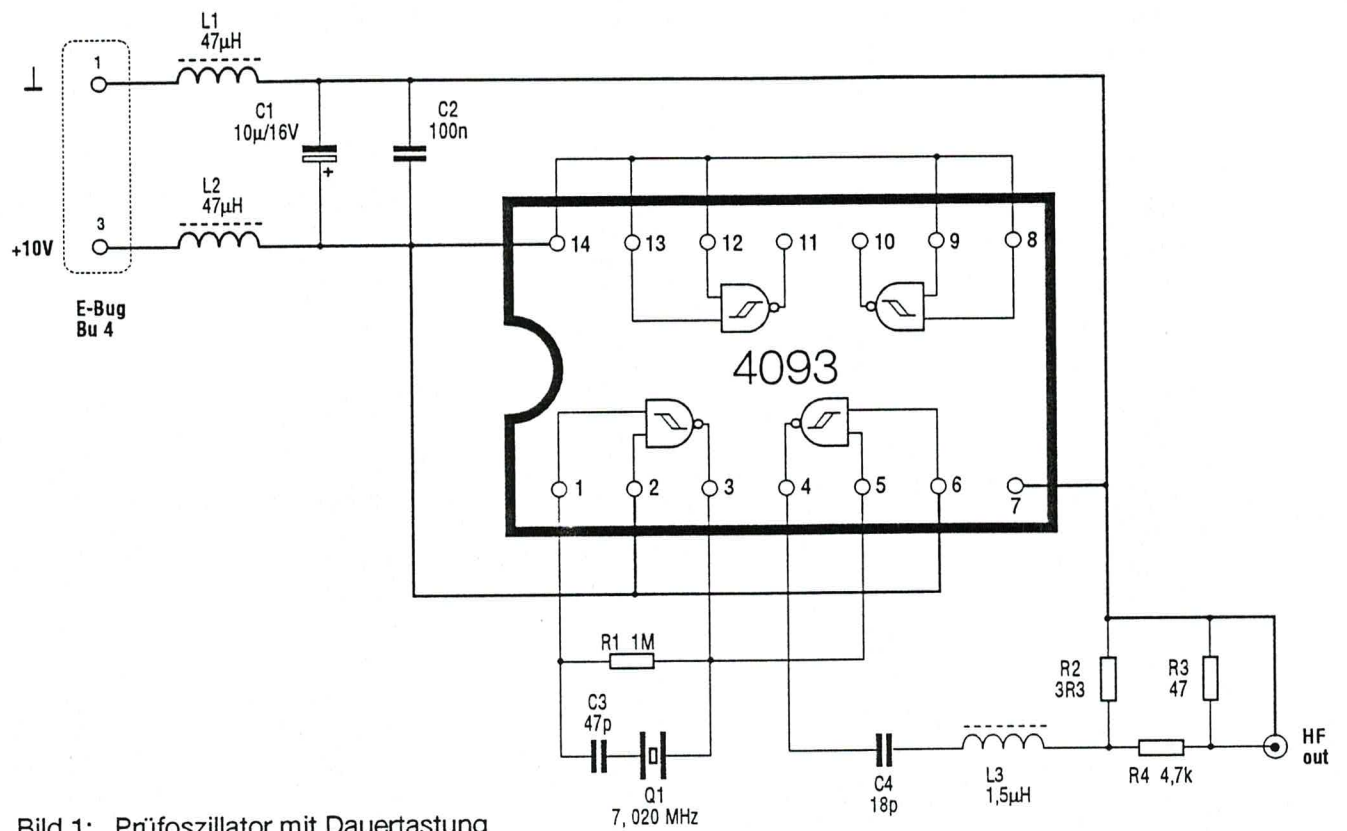 L1
47µH
⊥
1
C1
10µ/16V
+
C2
100n
L2
47µH
3
+10V
E-Bug
Bu 4
14
13
12
11
10
9
8
4093
1
2
3
4
5
6
7
R1 1M
C3
47p
Q1
7, 020 MHz
C4
18p
L3
1,5µH
R2
3R3
R3
47
R4 4,7k
HF
out
Bild 1: Prüfoszillator mit Dauertastung